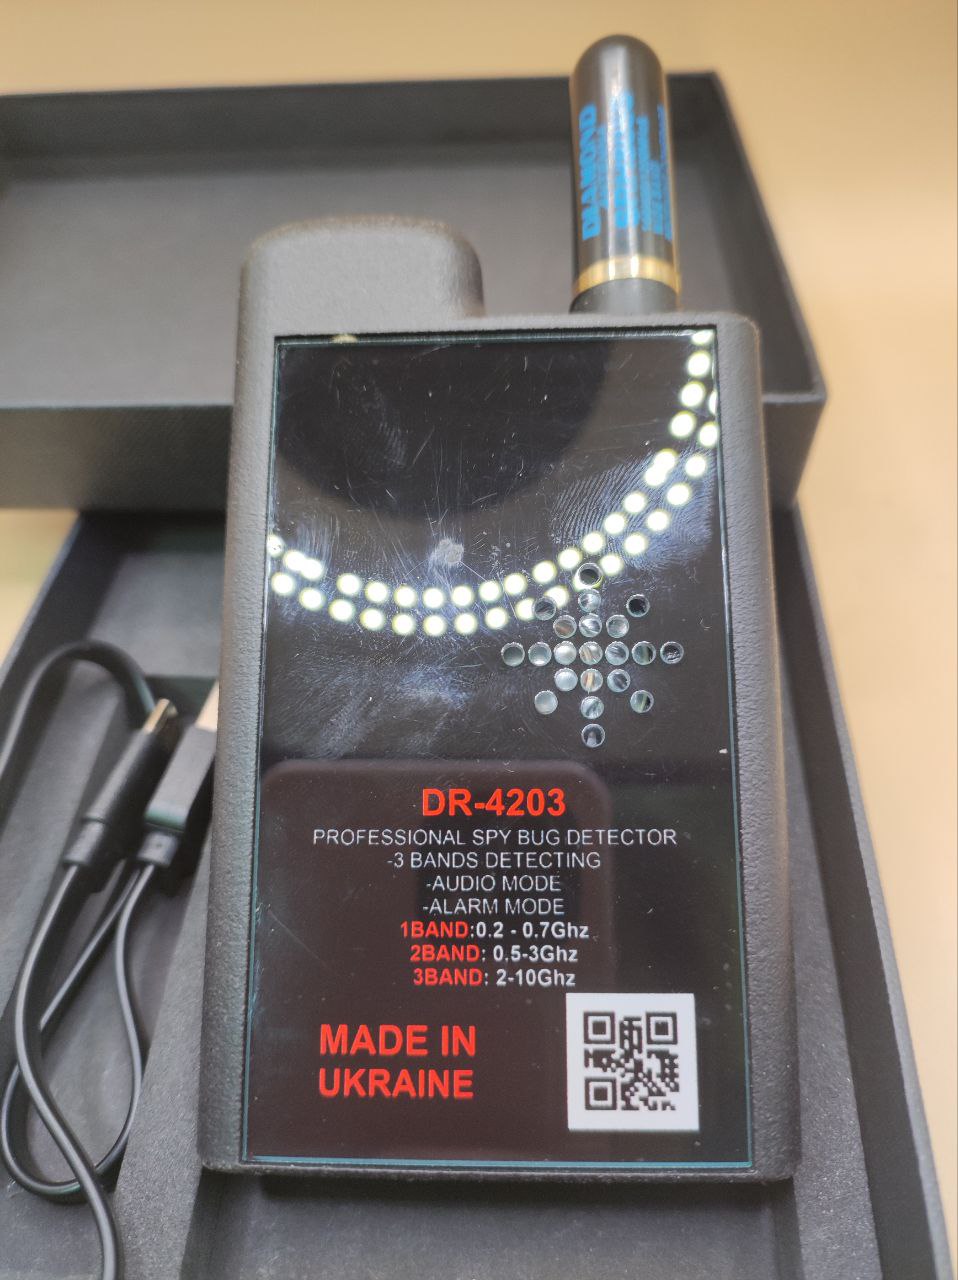 DIAMOND
DR-4203
PROFESSIONAL SPY BUG DETECTOR
-3 BANDS DETECTING
-AUDIO MODE
-ALARM MODE
1BAND:0.2 - 0.7Ghz
2BAND: 0.5-3Ghz
3BAND: 2-10Ghz
MADE IN
UKRAINE